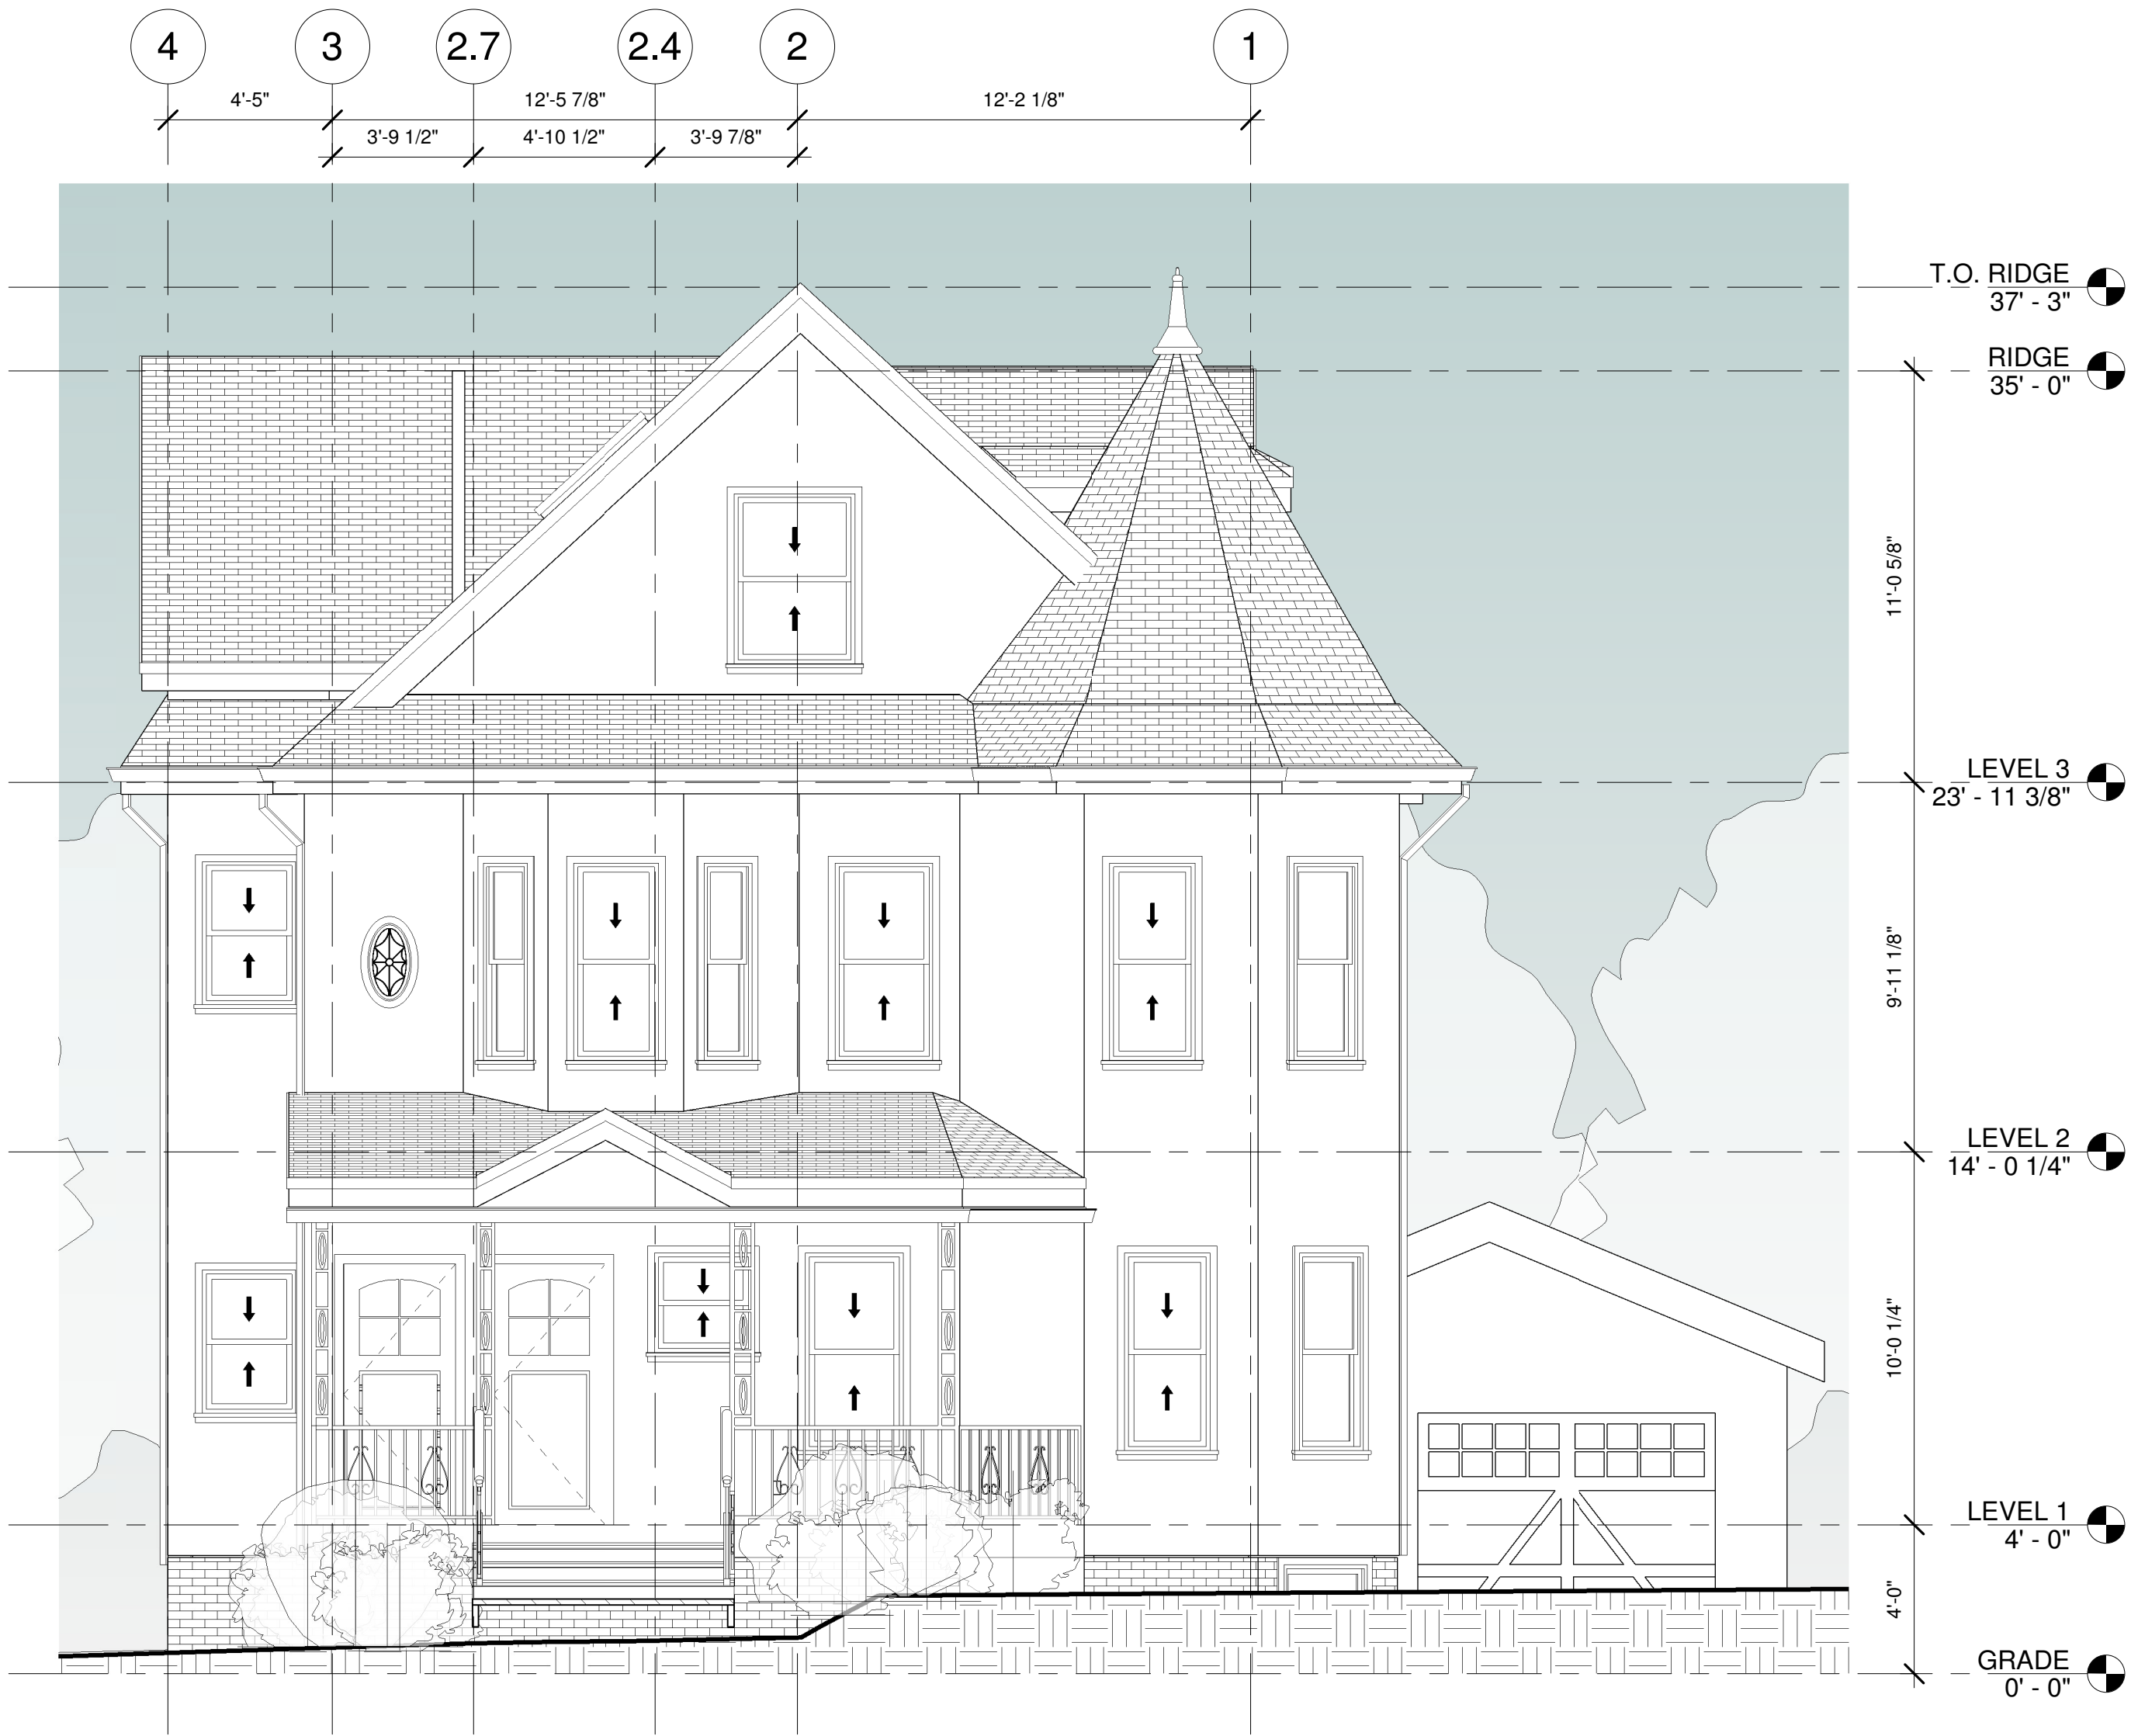 4
3
2.7
2.4
2
1
4'-5"
12'-5 7/8"
12'-2 1/8"
3'-9 1/2"
4'-10 1/2"
3'-9 7/8"
T.O. RIDGE
37' - 3"
RIDGE
35' - 0"
11'-0 5/8"
LEVEL 3
23' - 11 3/8"
9'-11 1/8"
LEVEL 2
14' - 0 1/4"
10'-0 1/4"
LEVEL 1
4' - 0"
4'-0"
GRADE
0' - 0"